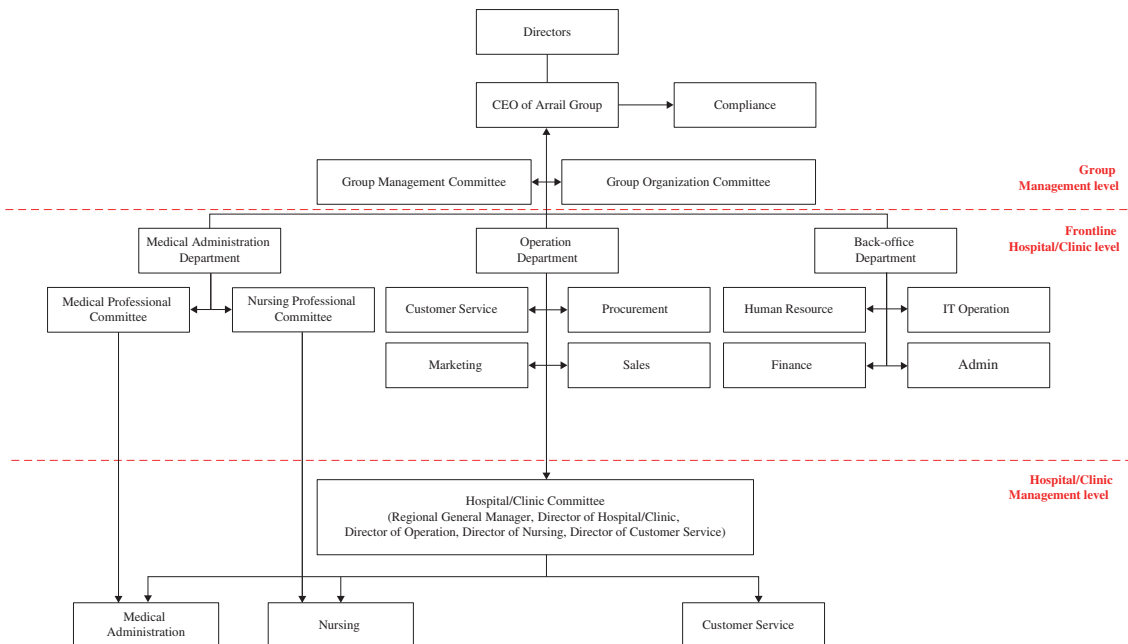 Directors
CEO of Arrail Group
Compliance
Group Management Committee
Group Organization Committee
Group
Management level
Frontline
Hospital/Clinic level
Medical Administration
Department
Operation
Department
Back-office
Department
Medical Professional
Committee
Nursing Professional
Committee
Customer Service
Procurement
Human Resource
IT Operation
Marketing
Sales
Finance
Admin
Hospital/Clinic
Management level
Hospital/Clinic Committee
(Regional General Manager, Director of Hospital/Clinic,
Director of Operation, Director of Nursing, Director of Customer Service)
Medical
Administration
Nursing
Customer Service